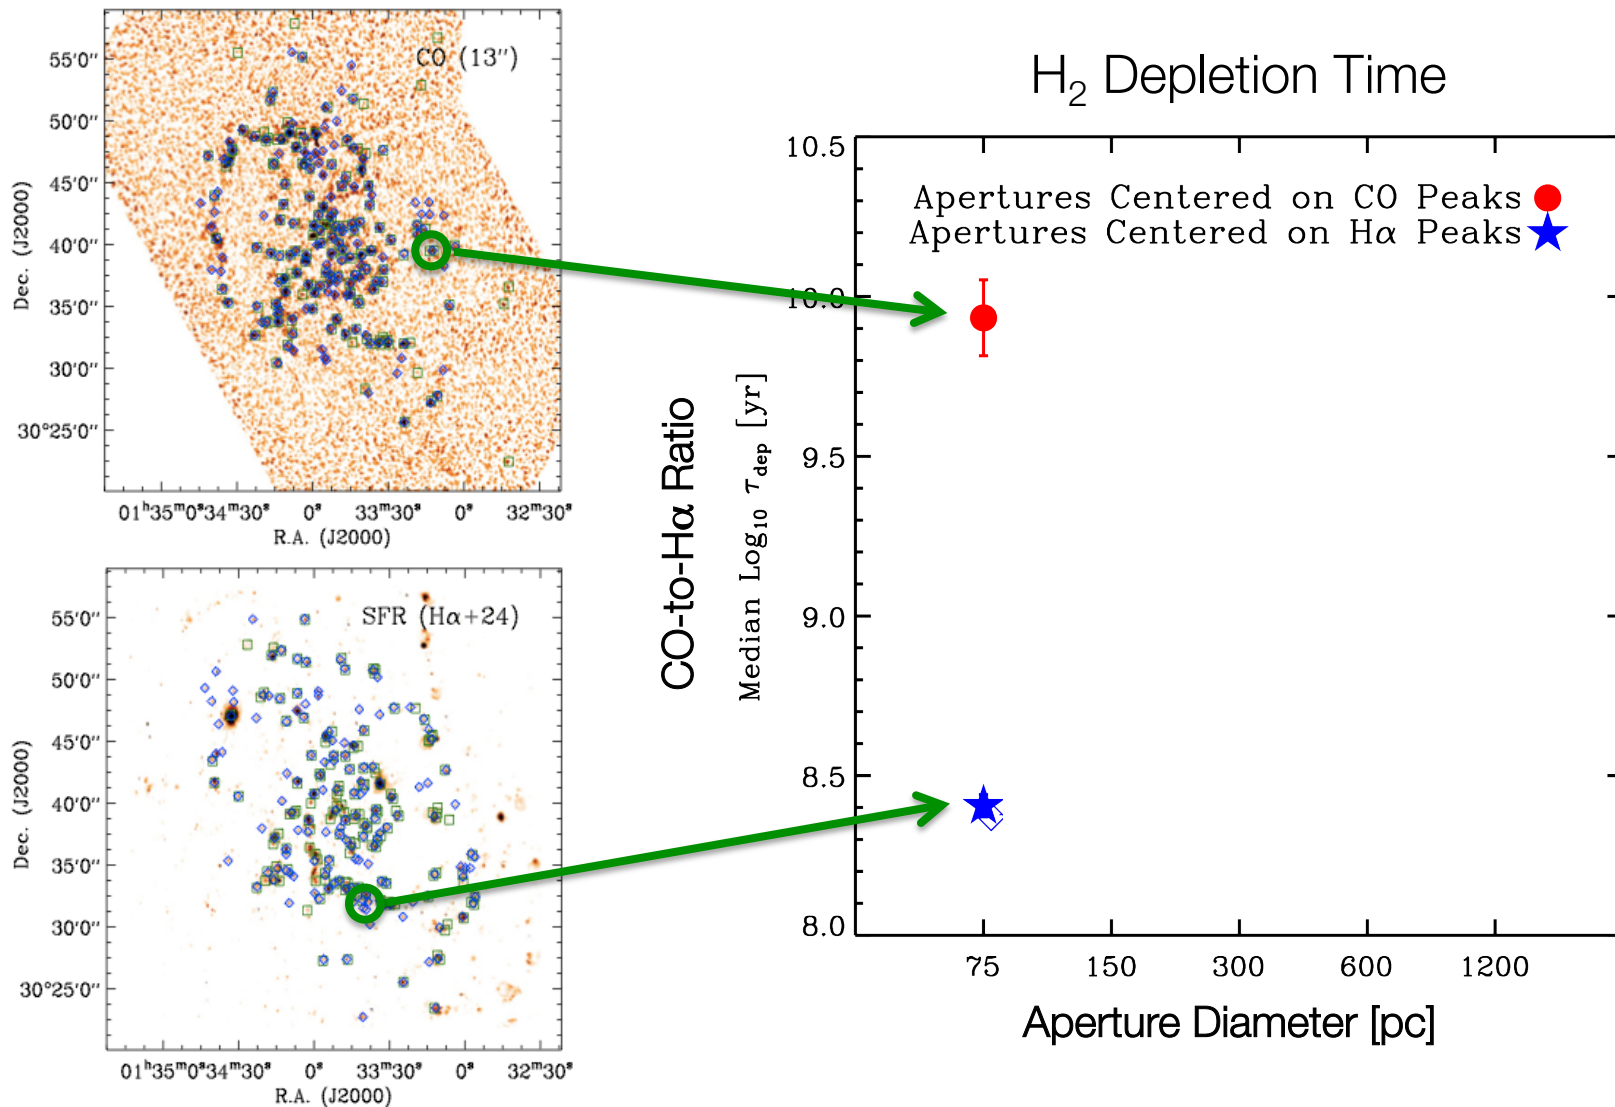 CO (13")
55'0"
50'0"
45'0"
40'0"
35'0"
30'0"
30°25'0"
Dec. (J2000)
01ʰ35ᵐ0ˢ34ᵐ30ˢ 0ˢ 33ᵐ30ˢ 0ˢ 32ᵐ30ˢ
R.A. (J2000)
SFR (Hα+24)
55'0"
50'0"
45'0"
40'0"
35'0"
30'0"
30°25'0"
Dec. (J2000)
01ʰ35ᵐ0ˢ34ᵐ30ˢ 0ˢ 33ᵐ30ˢ 0ˢ 32ᵐ30ˢ
R.A. (J2000)
H₂ Depletion Time
Apertures Centered on CO Peaks
Apertures Centered on Hα Peaks
10.5
10.0
9.5
9.0
8.5
8.0
CO-to-Hα Ratio
Median Log₁₀ τ_dep [yr]
75 150 300 600 1200
Aperture Diameter [pc]